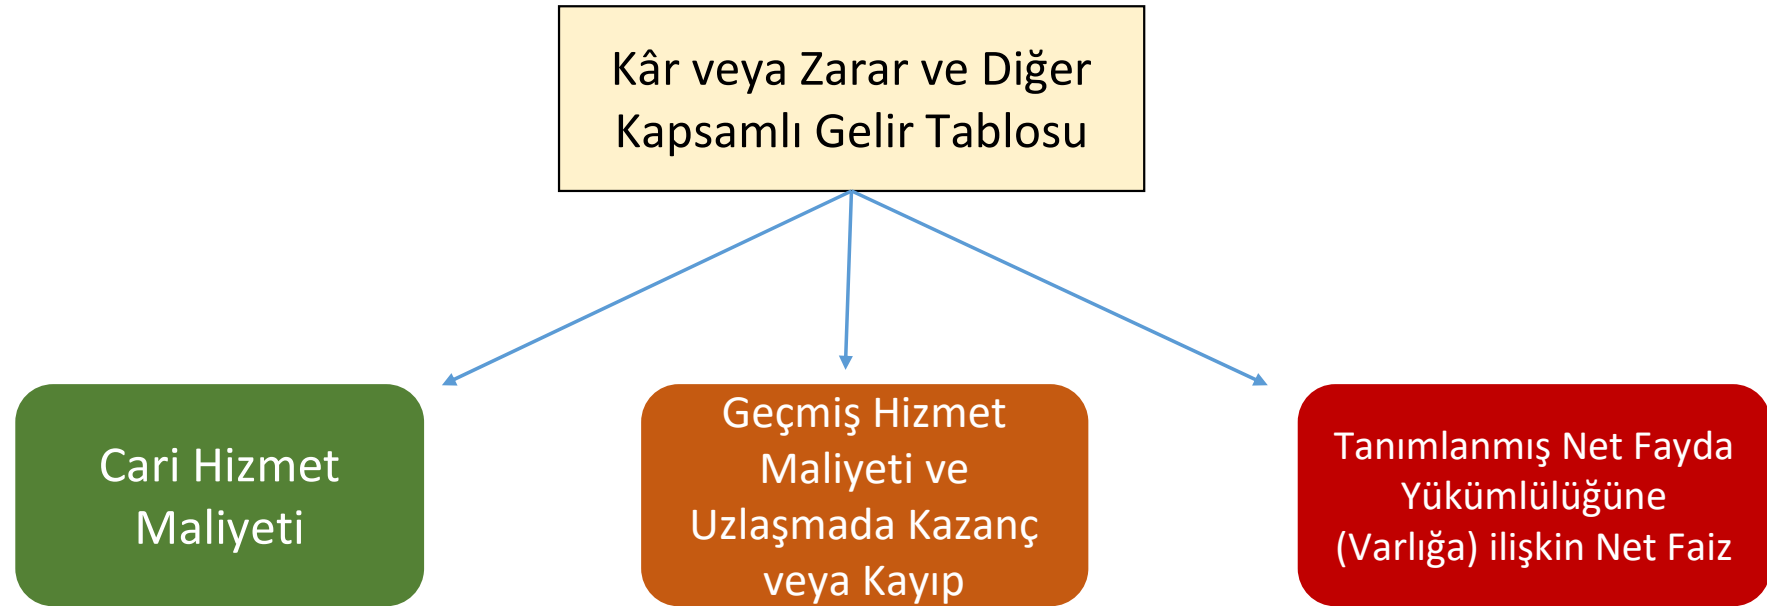 Kâr veya Zarar ve Diğer
Kapsamlı Gelir Tablosu
Cari Hizmet
Maliyeti
Geçmiş Hizmet
Maliyeti ve
Uzlaşmada Kazanç
veya Kayıp
Tanımlanmış Net Fayda
Yükümlülüğüne
(Varlığa) ilişkin Net Faiz